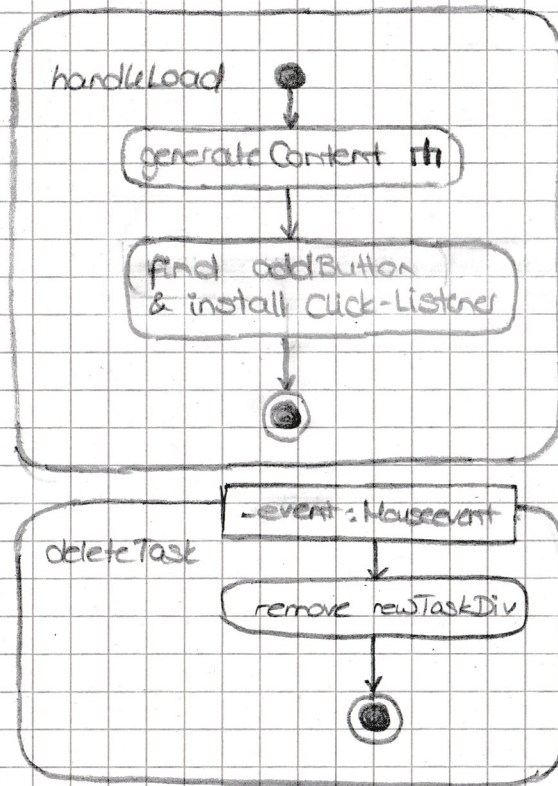 handleLoad
generateContent
find addButton
& install Click-Listener
_event : Mouseevent
deleteTask
remove newTaskDiv